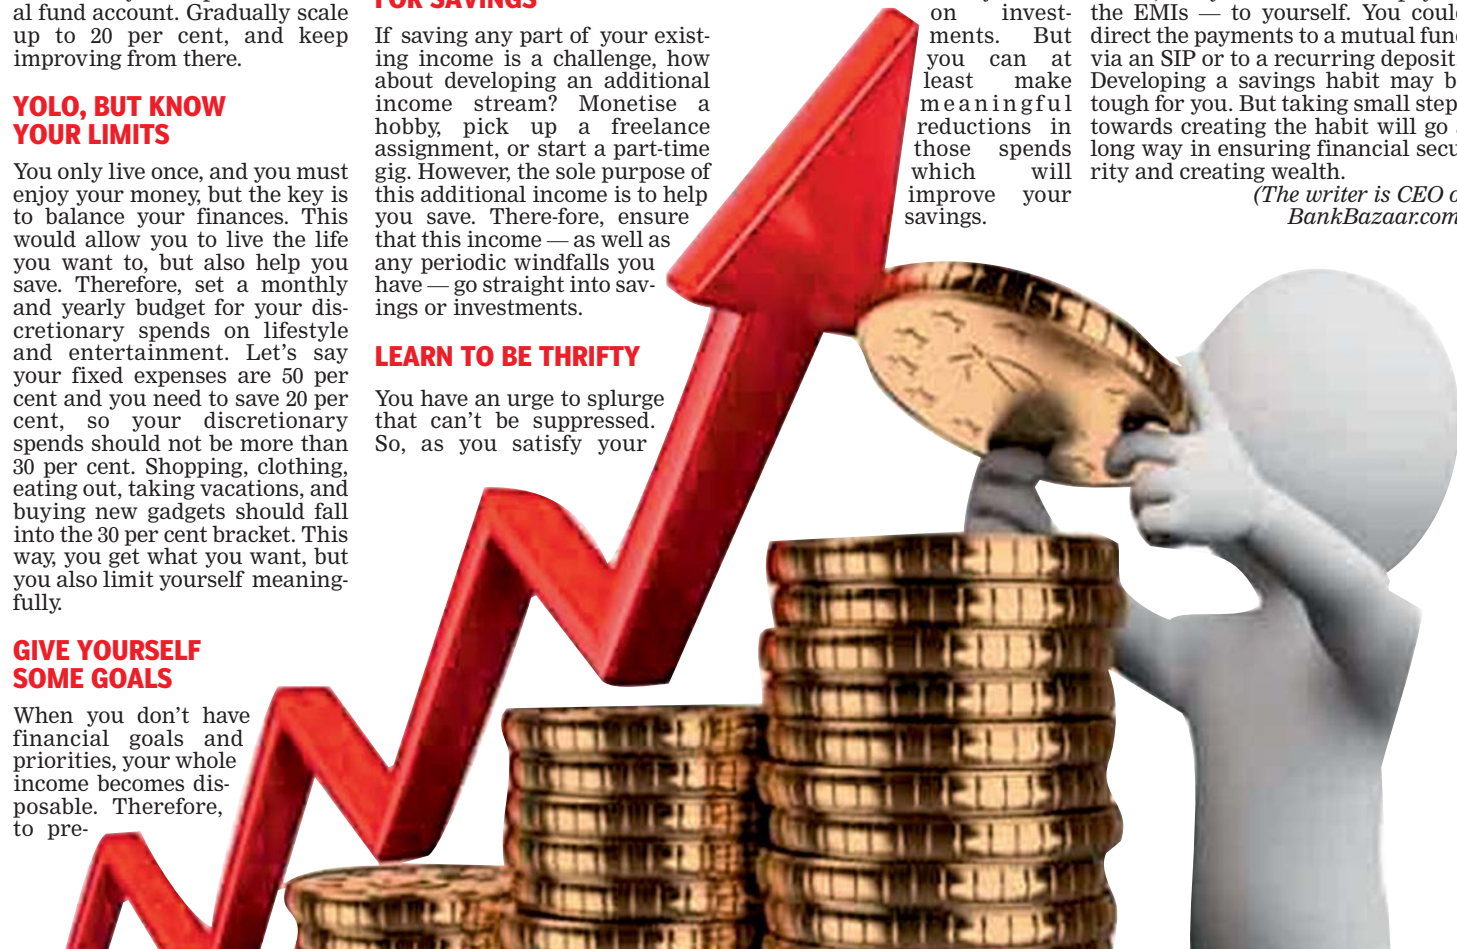 al fund account. Gradually scale
up to 20 per cent, and keep
improving from there.
YOLO, BUT KNOW
YOUR LIMITS
You only live once, and you must
enjoy your money, but the key is
to balance your finances. This
would allow you to live the life
you want to, but also help you
save. Therefore, set a monthly
and yearly budget for your dis-
cretionary spends on lifestyle
and entertainment. Let's say
your fixed expenses are 50 per
cent and you need to save 20 per
cent, so your discretionary
spends should not be more than
30 per cent. Shopping, clothing,
eating out, taking vacations, and
buying new gadgets should fall
into the 30 per cent bracket. This
way, you get what you want, but
you also limit yourself meaning-
fully.
GIVE YOURSELF
SOME GOALS
When you don't have
financial goals and
priorities, your whole
income becomes dis-
posable. Therefore,
to pre-
FOR SAVINGS
If saving any part of your exist-
ing income is a challenge, how
about developing an additional
income stream? Monetise a
hobby, pick up a freelance
assignment, or start a part-time
gig. However, the sole purpose of
this additional income is to help
you save. There-fore, ensure
that this income — as well as
any periodic windfalls you
have — go straight into sav-
ings or investments.
LEARN TO BE THRIFTY
You have an urge to splurge
that can't be suppressed.
So, as you satisfy your
on invest-
ments. But
you can at
least make
meaningful
reductions in
those spends
which will
improve your
savings.
the EMIs — to yourself. You coul
direct the payments to a mutual fun
via an SIP or to a recurring deposit.
Developing a savings habit may b
tough for you. But taking small step
towards creating the habit will go
long way in ensuring financial secu
rity and creating wealth.
(The writer is CEO o
BankBazaar.com